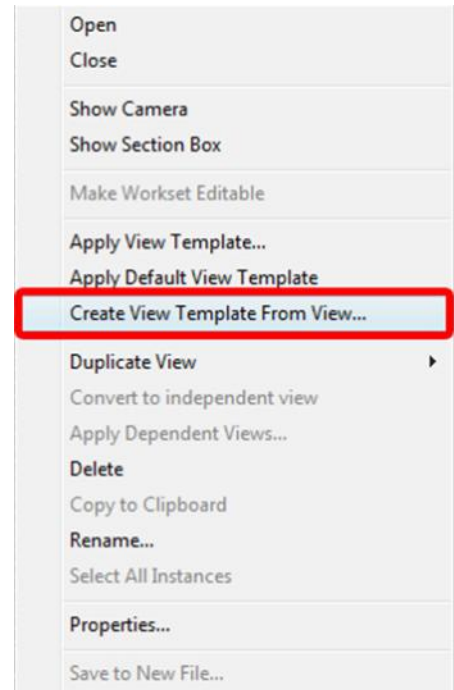 Open
Close
Show Camera
Show Section Box
Make Workset Editable
Apply View Template...
Apply Default View Template
Create View Template From View...
Duplicate View
Convert to independent view
Apply Dependent Views...
Delete
Copy to Clipboard
Rename...
Select All Instances
Properties...
Save to New File...